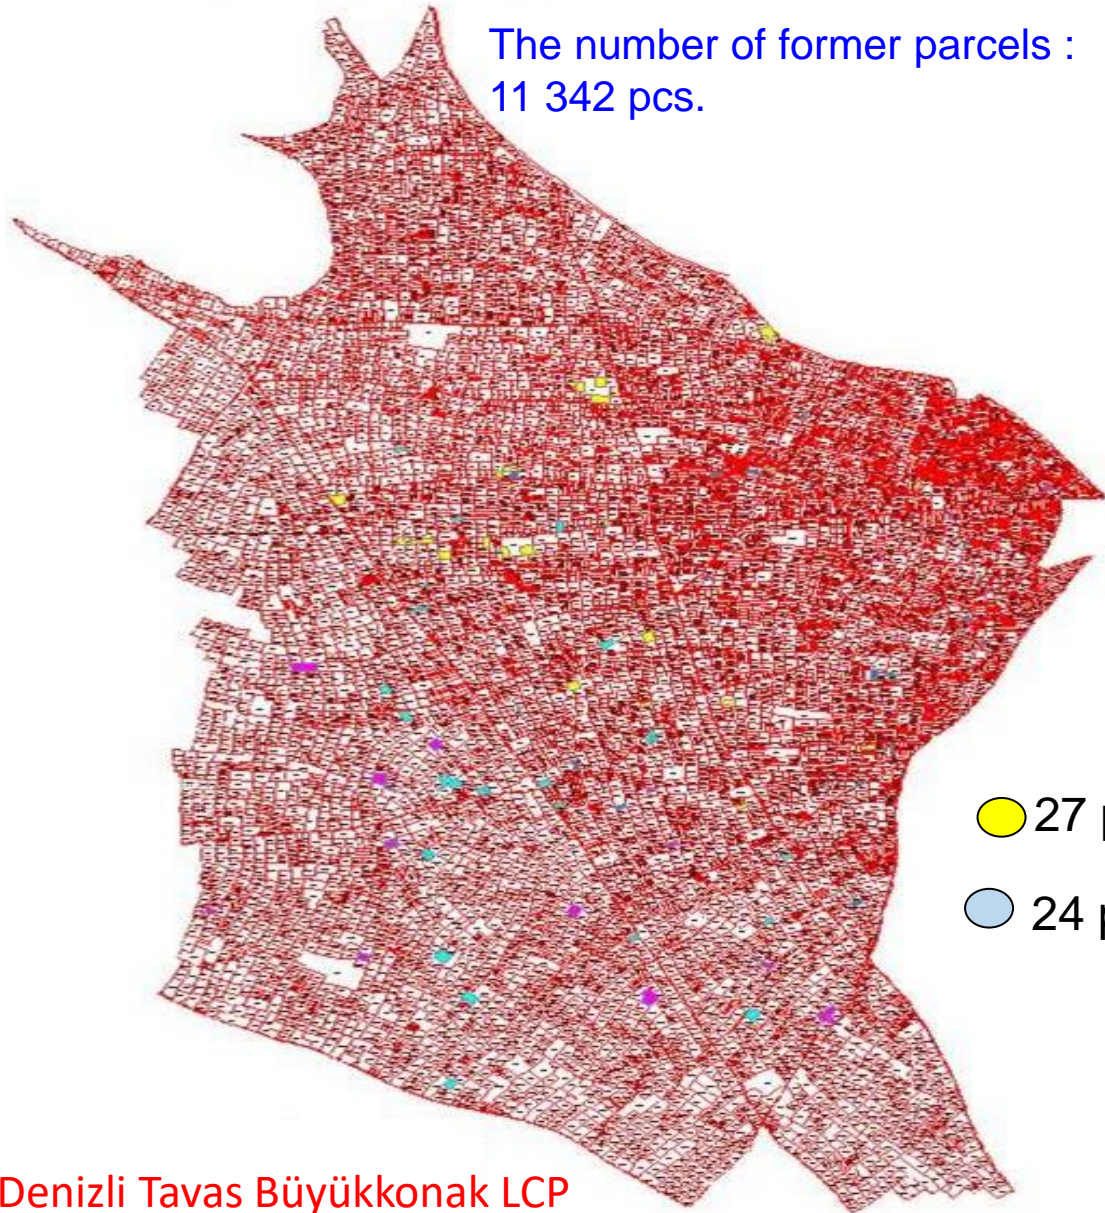 The number of former parcels :
11 342 pcs.
27 p
24 p
Denizli Tavas Büyükkonak LCP